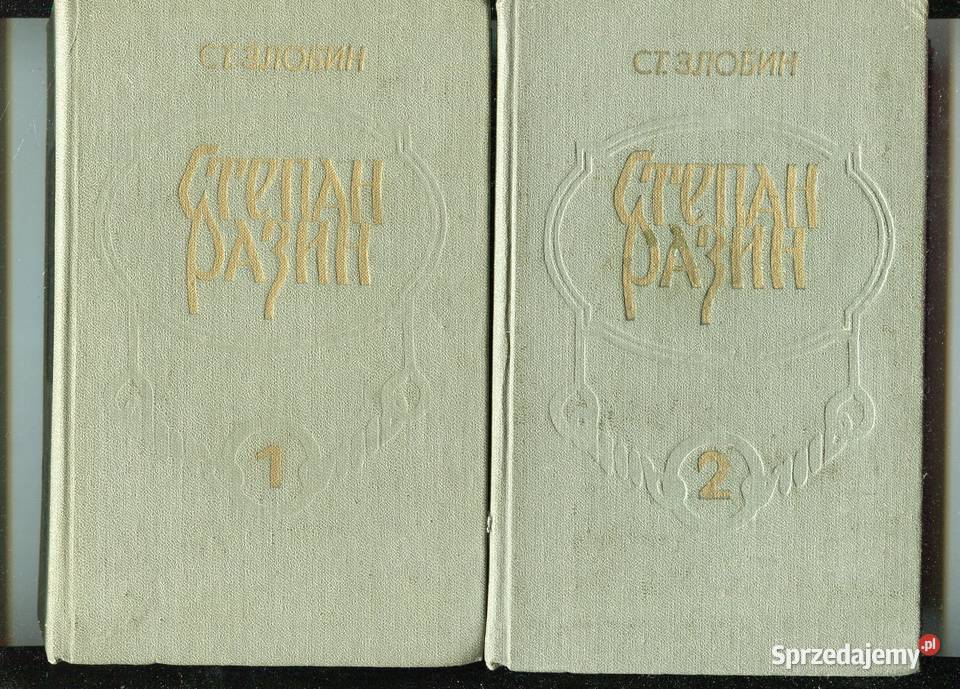 СТ. ЗЛОБИН
СТЕПАН
РАЗИН
1
СТ. ЗЛОБИН
СТЕПАН
РАЗИН
2
Sprzedajemy.pl